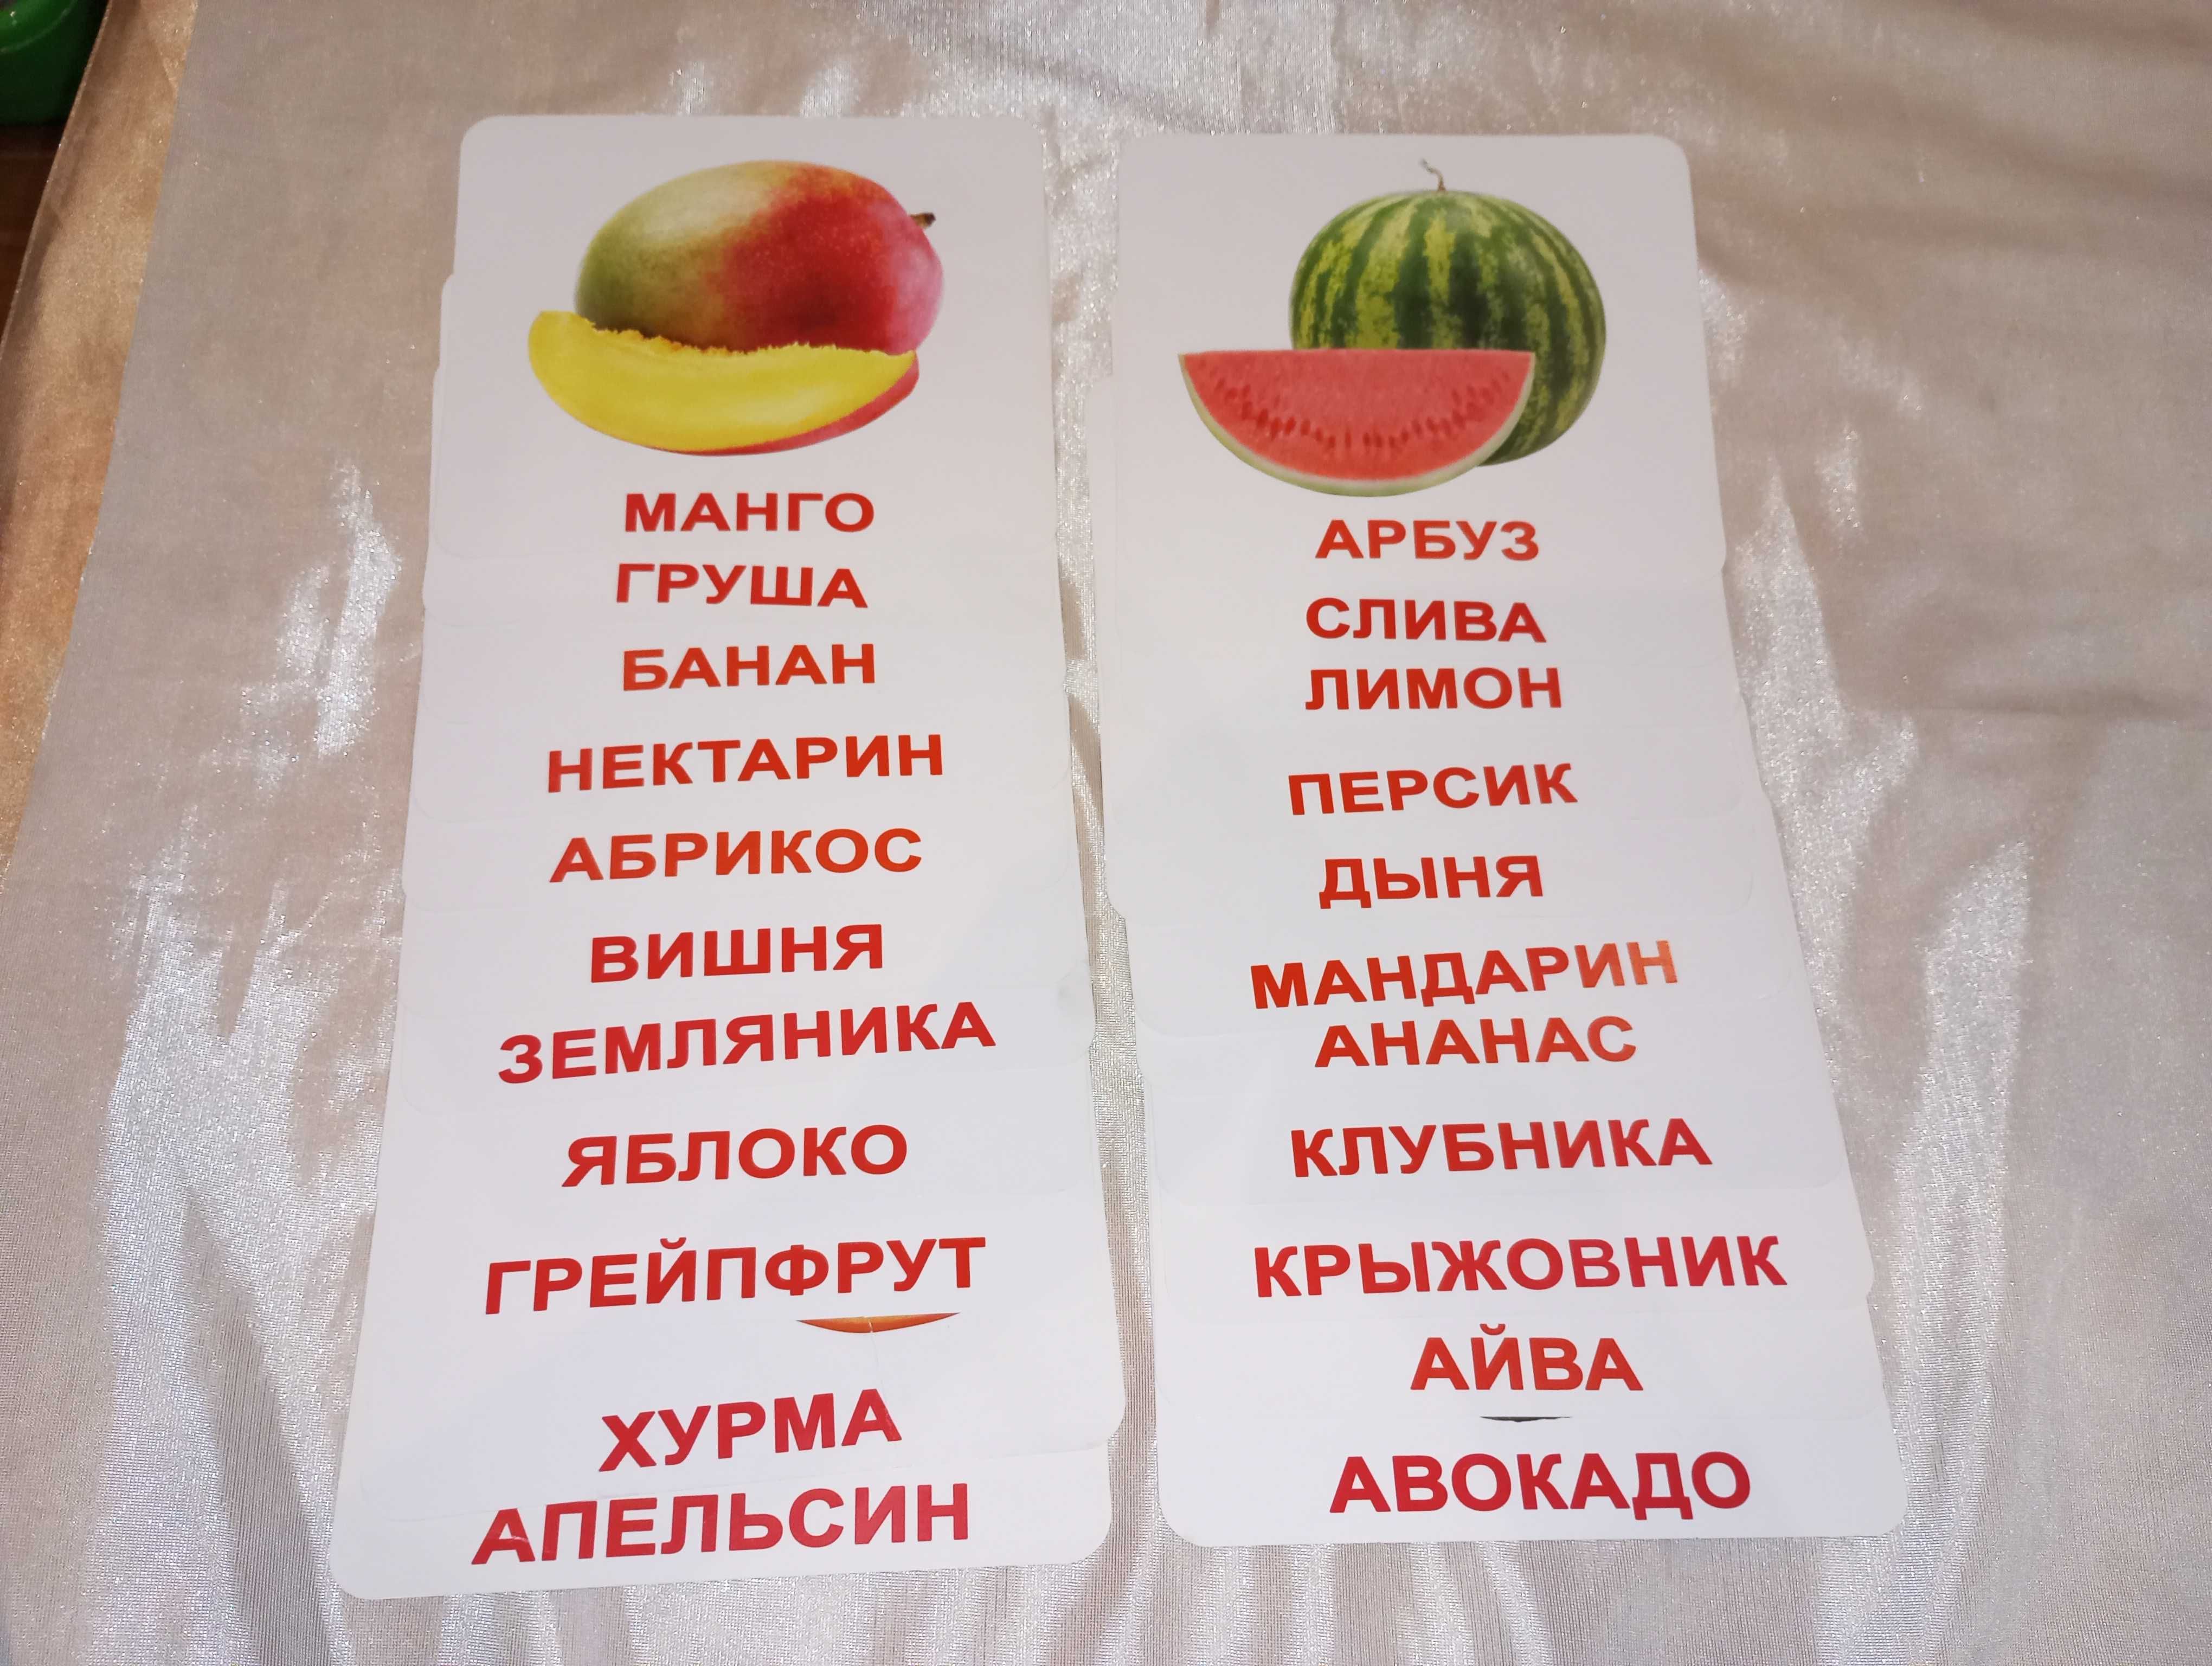 МАНГО
ГРУША
БАНАН
НЕКТАРИН
АБРИКОС
ВИШНЯ
ЗЕМЛЯНИКА
ЯБЛОКО
ГРЕЙПФРУТ
ХУРМА
АПЕЛЬСИН
АРБУЗ
СЛИВА
ЛИМОН
ПЕРСИК
ДЫНЯ
МАНДАРИН
АНАНАС
КЛУБНИКА
КРЫЖОВНИК
АЙВА
АВОКАДО